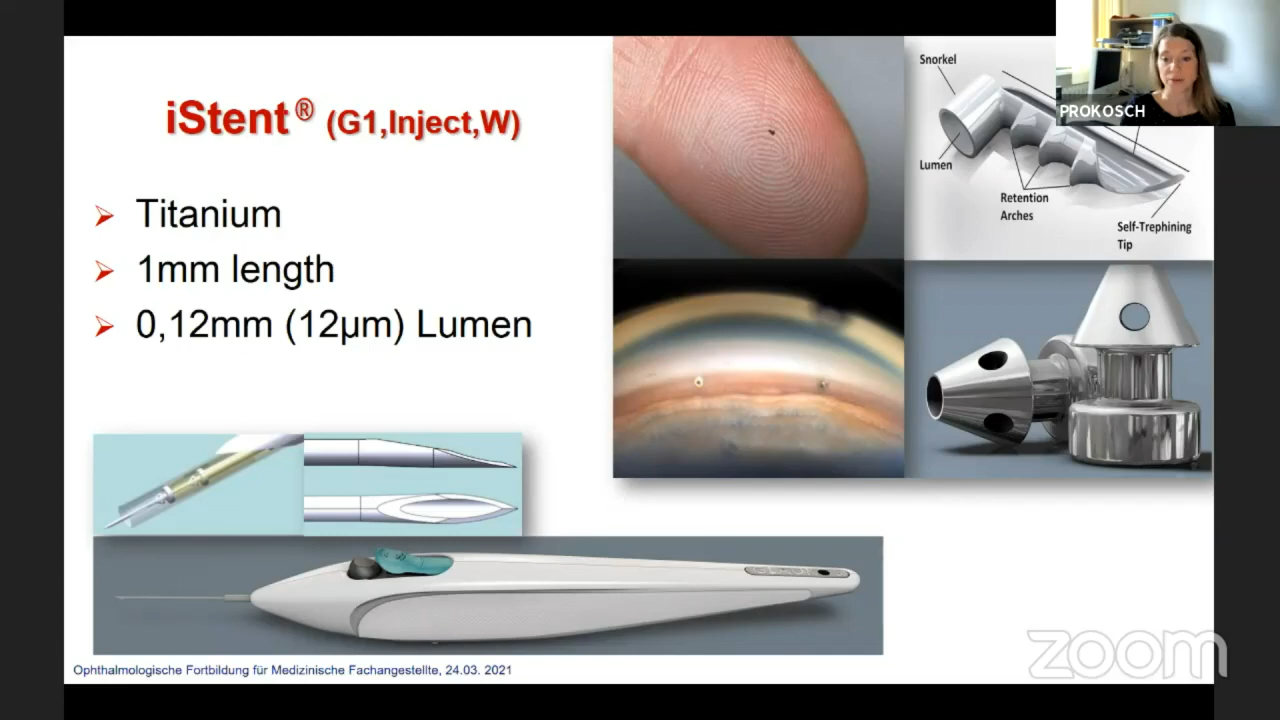 iStent® (G1,Inject,W)
Titanium
1mm length
0,12mm (12µm) Lumen
Snorkel
Lumen
Retention
Arches
Self-Trephining
Tip
PROKOSCH
Ophthalmologische Fortbildung für Medizinische Fachangestellte, 24.03. 2021
zoom